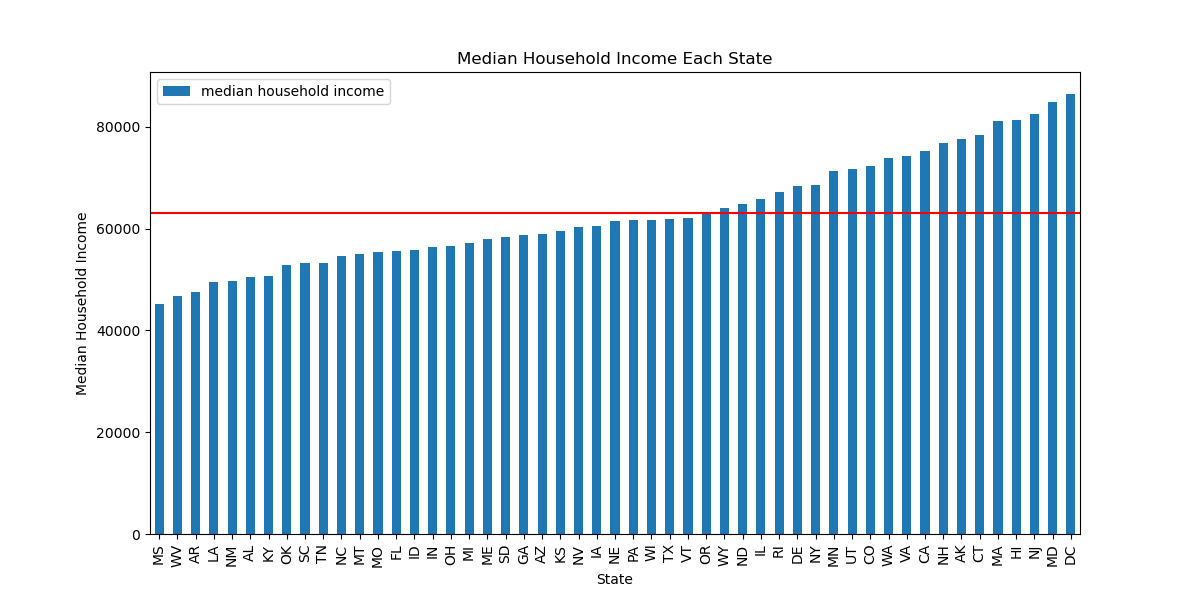 Median Household Income Each State
median household income
Median Household Income
80000
60000
40000
20000
0
MS WV AR LA NM AL KY OK SC TN NC MT MO FL ID IN OH MI ME SD GA AZ KS NV IA NE PA WI TX VT OR WY ND IL RI DE NY MN UT CO WA VA CA NH AK CT MA HI NJ MD DC
State